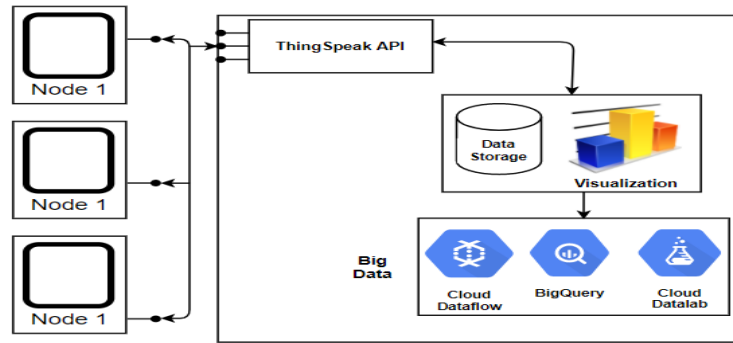 Node 1
Node 1
Node 1
ThingSpeak API
Data
Storage
Visualization
Big
Data
Cloud
Dataflow
BigQuery
Cloud
Datalab